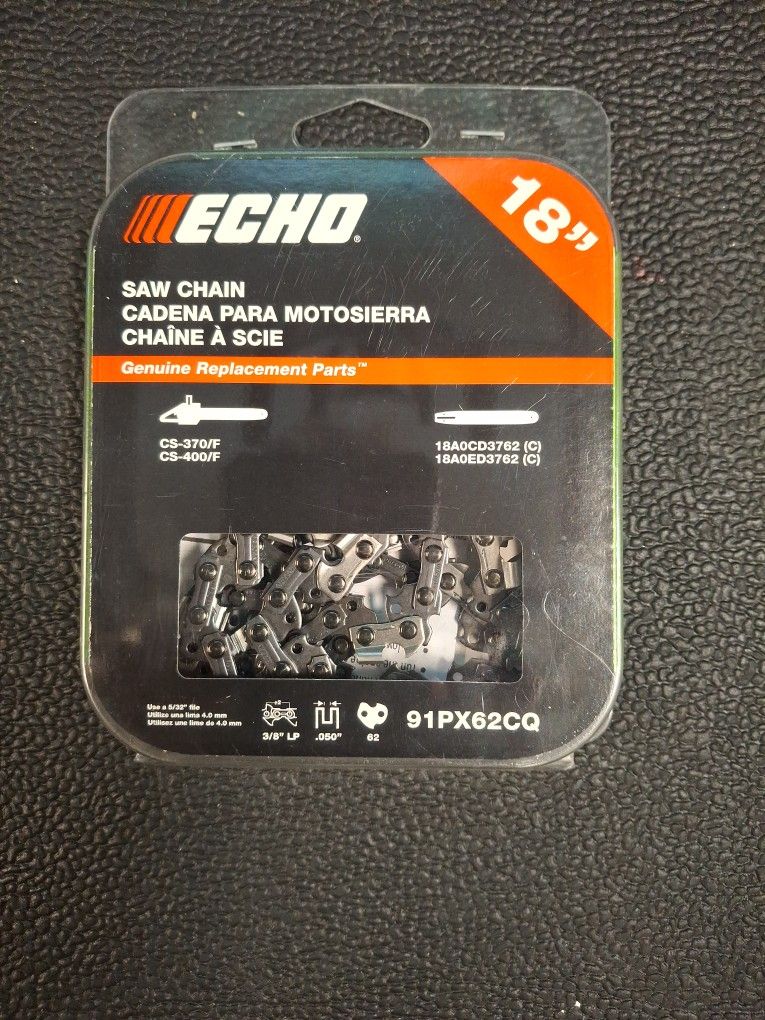 18”
ECHO®
SAW CHAIN
CADENA PARA MOTOSIERRA
CHAÎNE À SCIE
Genuine Replacement Parts™
CS-370/F
CS-400/F
18A0CD3762 (C)
18A0ED3762 (C)
Use a 5/32" file
Utilize una lima 4.0 mm
Utilisez une lime de 4.0 mm
3/8" LP
.050"
62
91PX62CQ